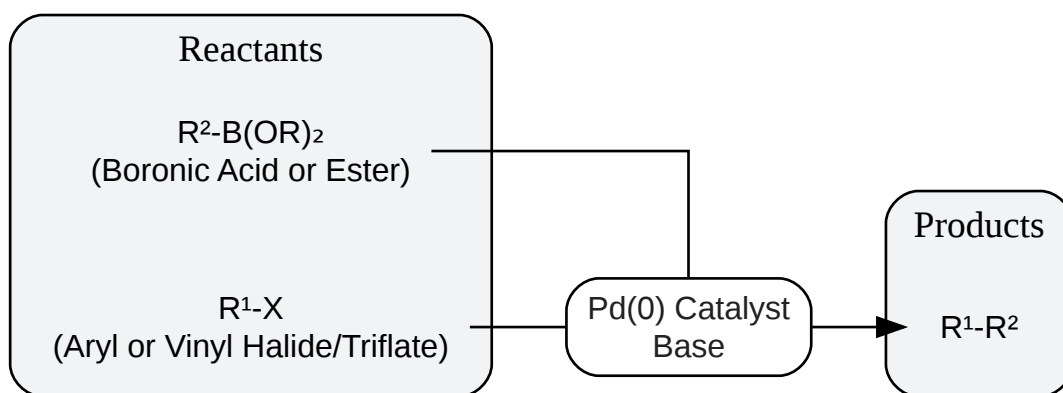 Reactants
R²-B(OR)₂
(Boronic Acid or Ester)
R¹-X
(Aryl or Vinyl Halide/Triflate)
Pd(0) Catalyst
Base
Products
R¹-R²